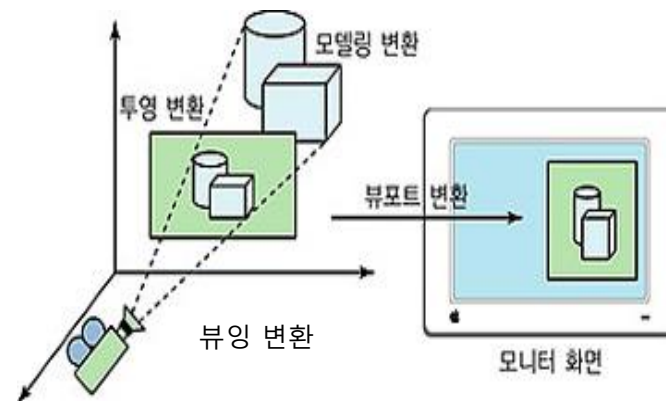 모델링 변환
투영 변환
뷰포트 변환
뷰잉 변환
모니터 화면